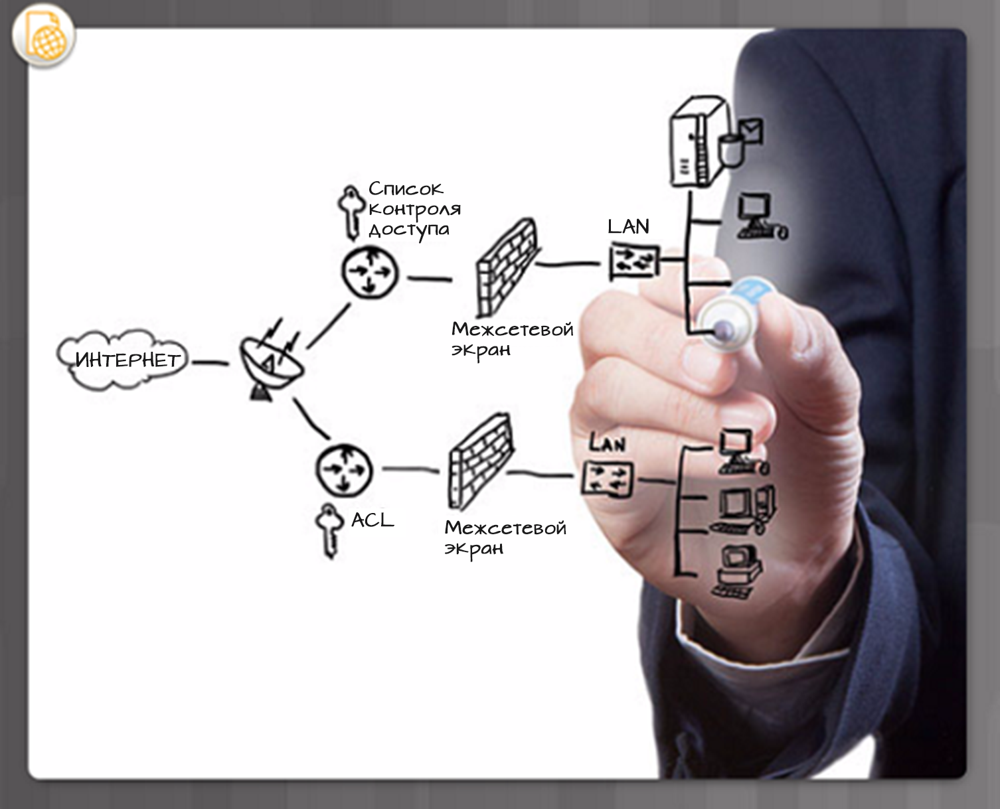 Список
контроля
доступа
LAN
Межсетевой
экран
ИНТЕРНЕТ
LAN
ACL
Межсетевой
экран